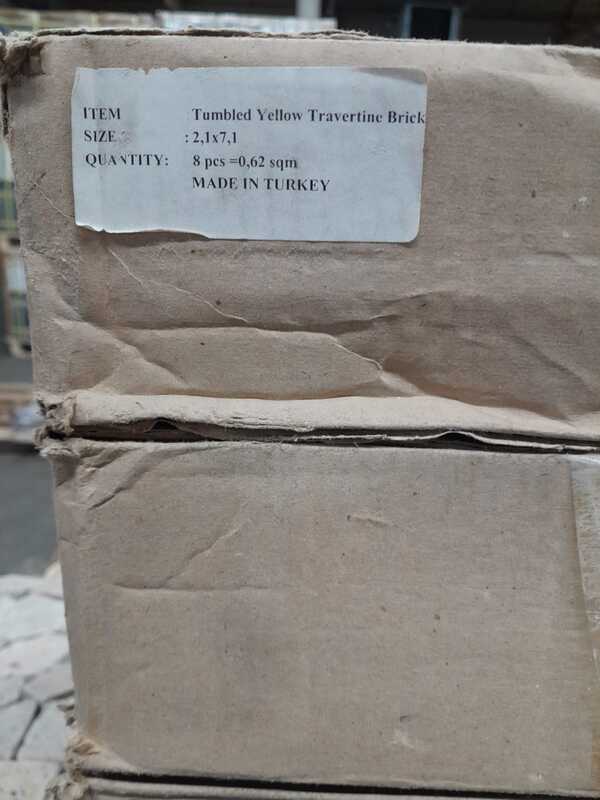 ITEM Tumbled Yellow Travertine Brick
SIZE : 2,1x7,1
QUANTITY: 8 pcs =0,62 sqm
MADE IN TURKEY